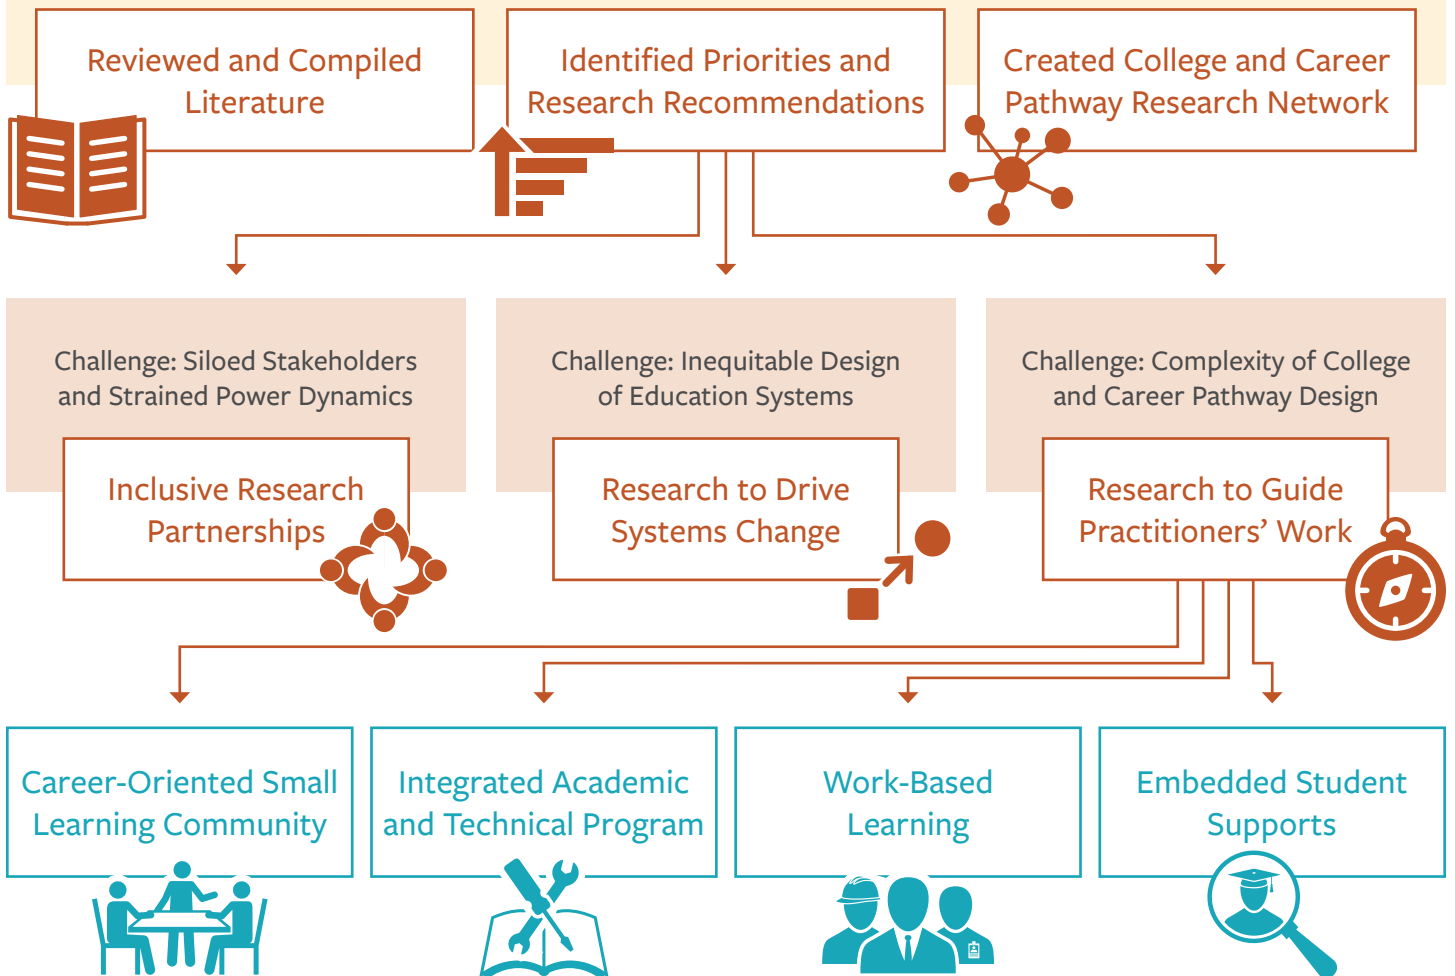 Reviewed and Compiled
Literature
Identified Priorities and
Research Recommendations
Created College and Career
Pathway Research Network
Challenge: Siloed Stakeholders
and Strained Power Dynamics
Inclusive Research
Partnerships
Challenge: Inequitable Design
of Education Systems
Research to Drive
Systems Change
Challenge: Complexity of College
and Career Pathway Design
Research to Guide
Practitioners’ Work
Career-Oriented Small
Learning Community
Integrated Academic
and Technical Program
Work-Based
Learning
Embedded Student
Supports